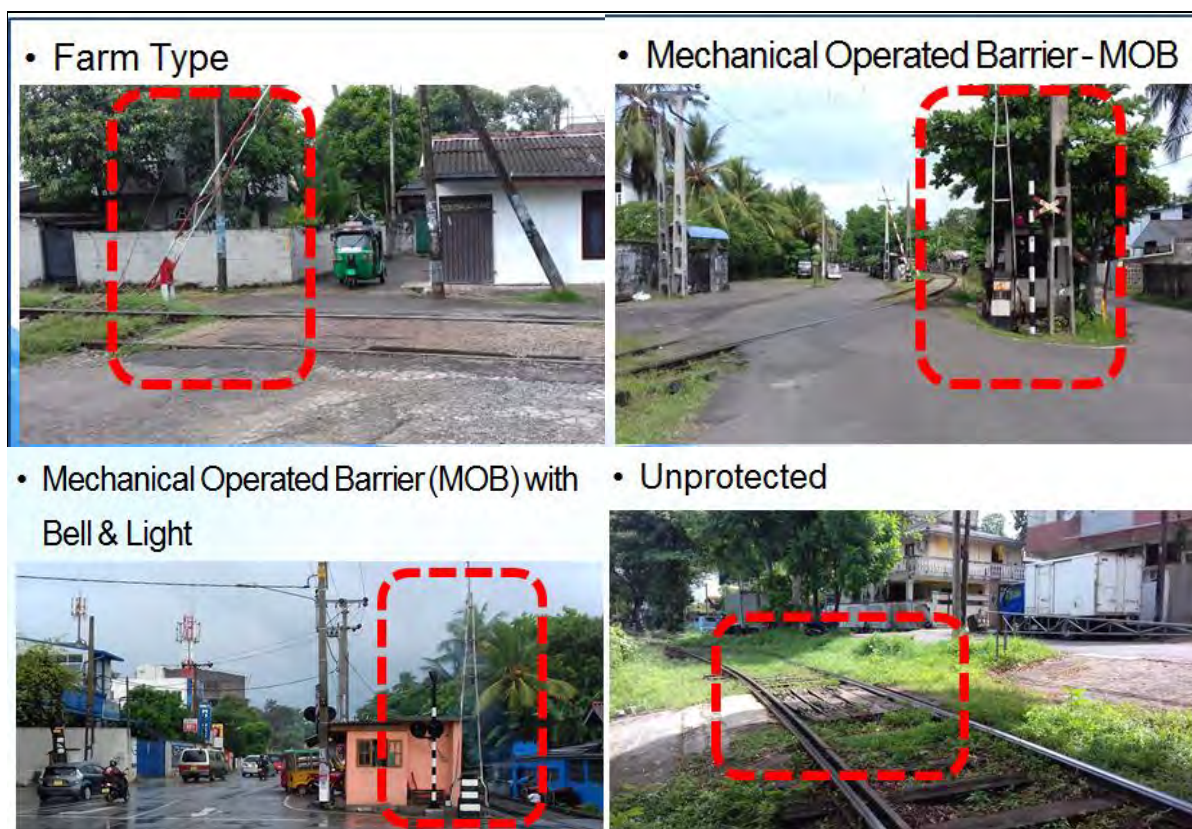 • Farm Type
• Mechanical Operated Barrier - MOB
• Mechanical Operated Barrier (MOB) with
Bell & Light
• Unprotected